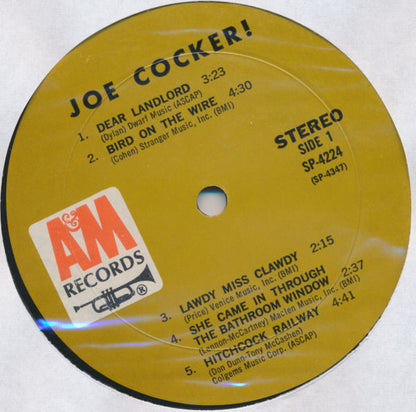 JOE COCKER!
1. DEAR LANDLORD 3:23
(Dylan) Dwarf Music (ASCAP)
2. BIRD ON THE WIRE 4:30
(Cohen) Stranger Music, Inc. (BMI)
STEREO
SIDE 1
SP-4224
(SP-4347)
A&M
RECORDS
®
3. LAWDY MISS CLAWDY 2:15
(Price) Venice Music, Inc. (BMI)
4. SHE CAME IN THROUGH
THE BATHROOM WINDOW 2:37
(Lennon-McCartney) Maclen Music, Inc. (BMI)
5. HITCHCOCK RAILWAY 4:41
(Don Dunn-Tony McCashen)
Colgems Music Corp. (ASCAP)